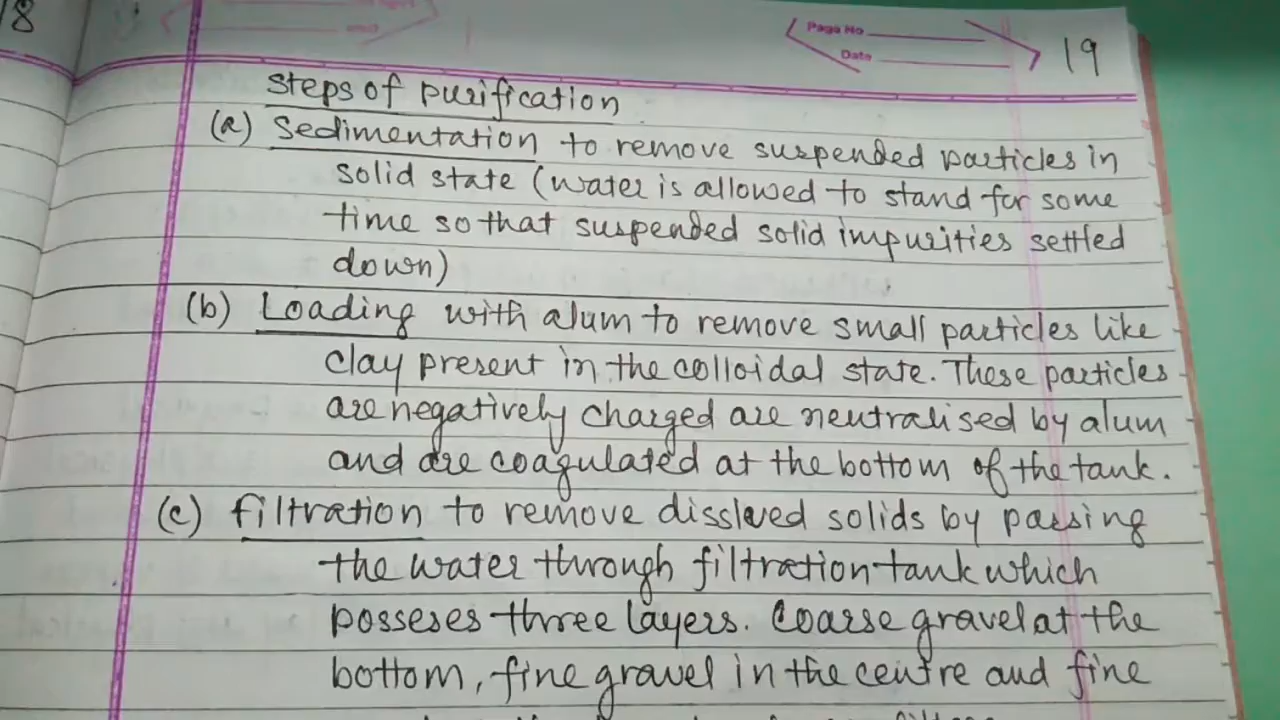 18
Page No
Date
19
Steps of purification
(a) Sedimentation to remove suspended particles in
solid state (water is allowed to stand for some
time so that suspended solid impurities settled
down)
(b) Loading with alum to remove small particles like
clay present in the colloidal state. These particles
are negatively charged are neutralised by alum
and are coagulated at the bottom of the tank.
(c) filtration to remove disslved solids by passing
the water through filtration tank which
posseses three layers. Coarse gravel at the
bottom, fine gravel in the centre and fine